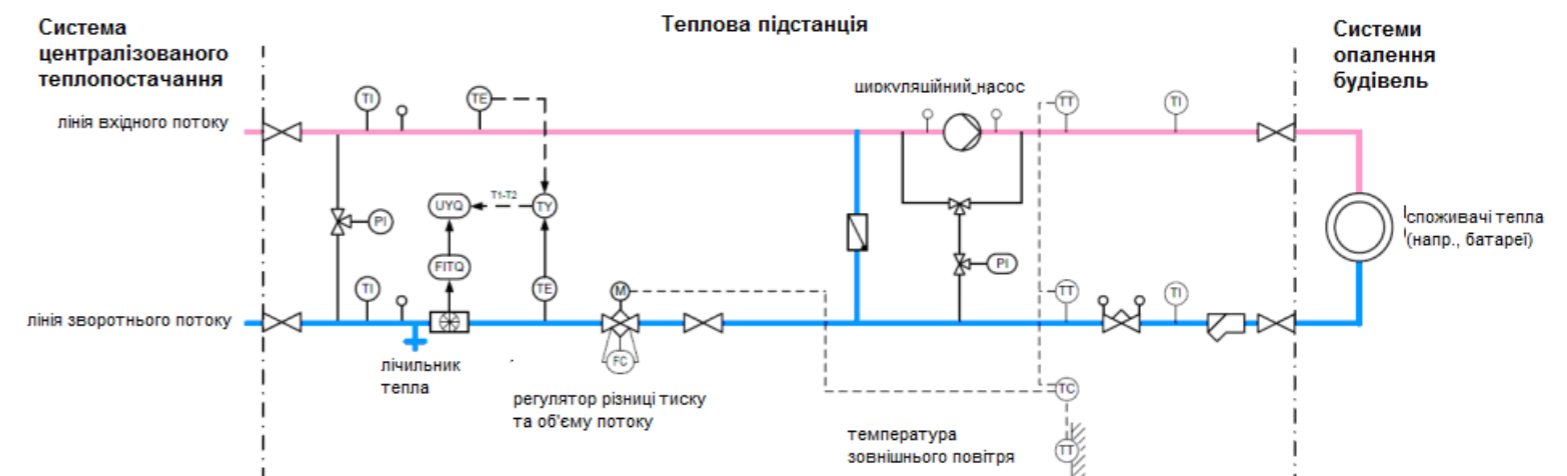 Теплова підстанція
Система
централізованого
теплопостачання
Системи
опалення
будівель
лінія вхідного потоку
TI
TE
циркуляційний насос
TT
TI
UYQ
T1-T2
TY
PI
FITQ
TI
TE
M
PI
TT
TI
споживачі тепла
(напр., батареї)
лінія зворотнього потоку
лічильник
тепла
FC
регулятор різниці тиску
та об'єму потоку
TC
температура
зовнішнього повітря
TT